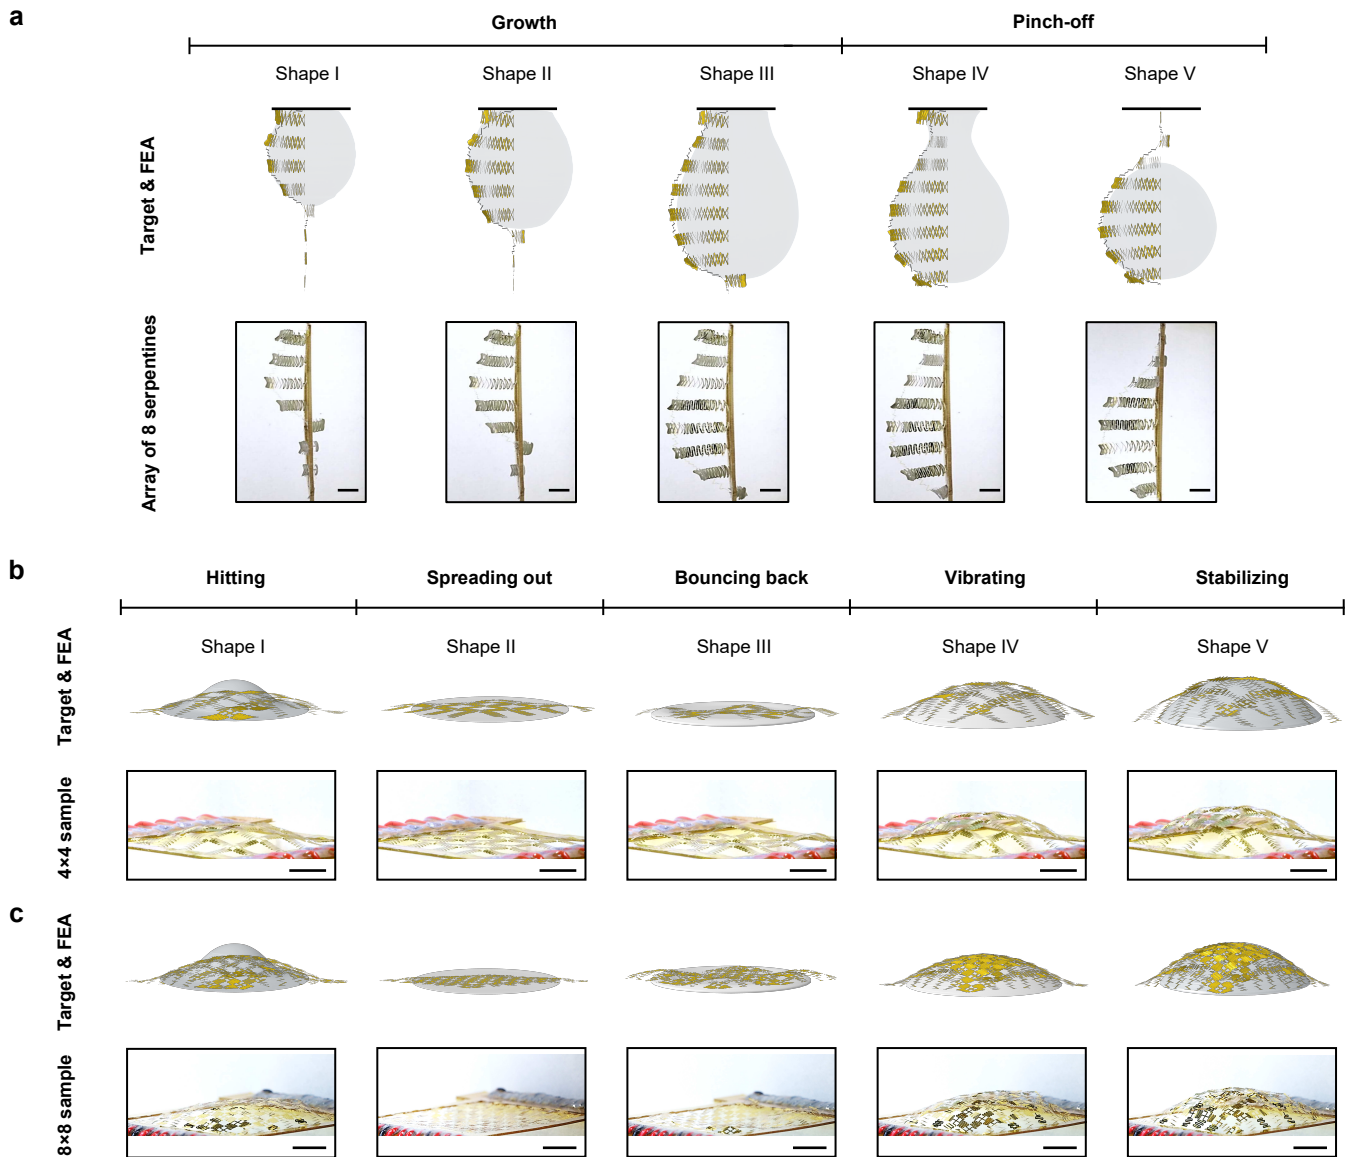 a
Growth Pinch-off
Shape I Shape II Shape III Shape IV Shape V
Target & FEA
Array of 8 serpentines
b
Hitting Spreading out Bouncing back Vibrating Stabilizing
Shape I Shape II Shape III Shape IV Shape V
Target & FEA
4×4 sample
c
Target & FEA
8×8 sample